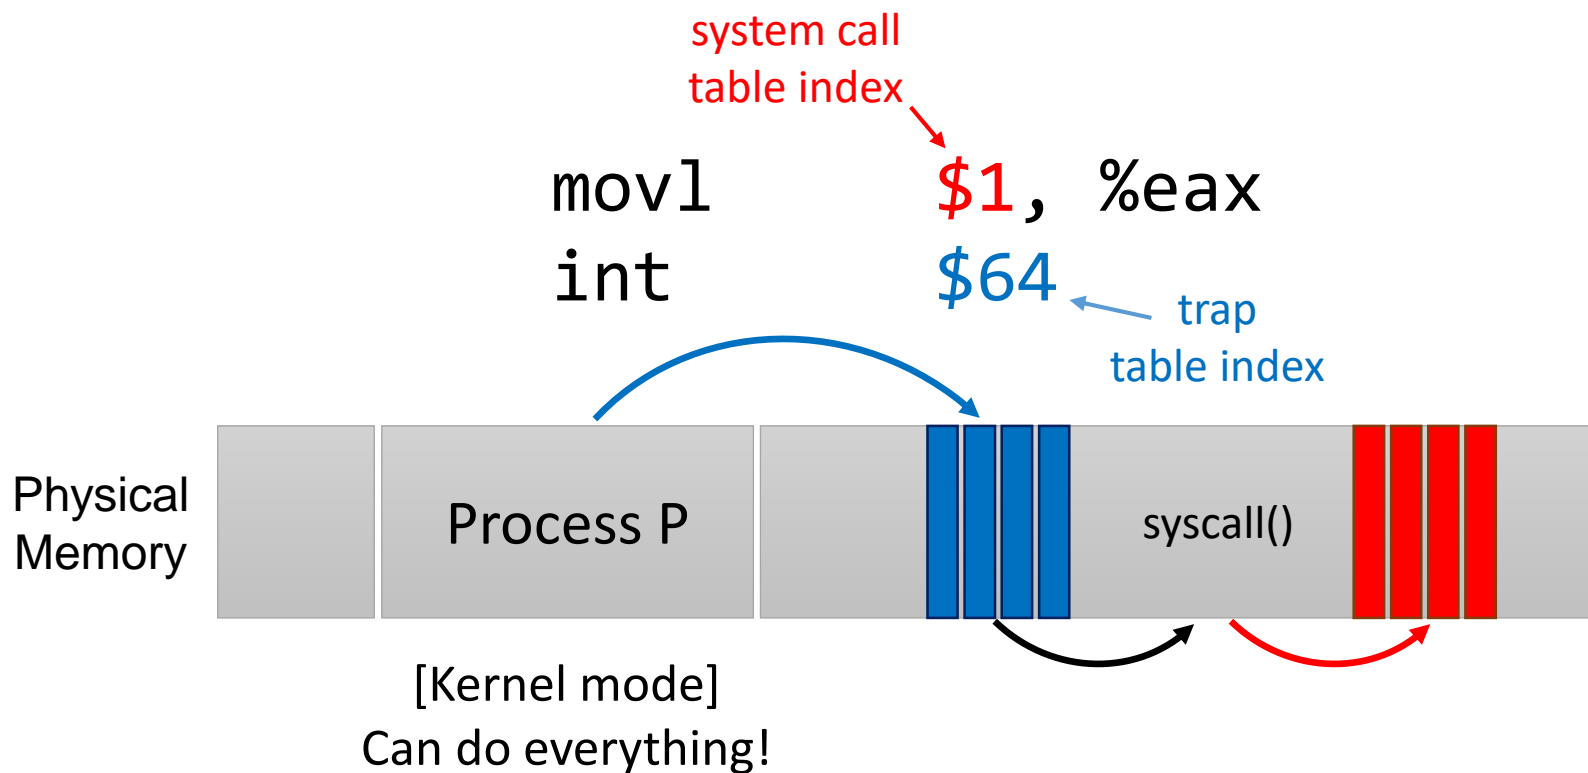 system call
table index
movl $1, %eax
int $64
trap
table index
Physical
Memory
Process P
syscall()
[Kernel mode]
Can do everything!